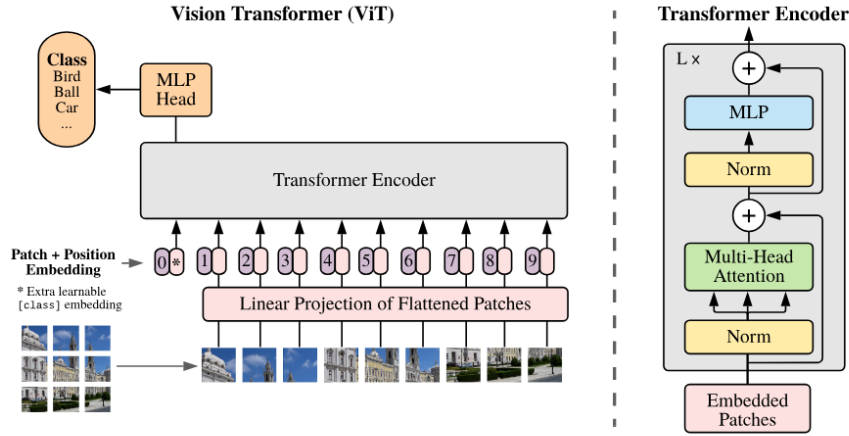 Vision Transformer (ViT)
Class
Bird
Ball
Car
...
MLP
Head
Transformer Encoder
Patch + Position
Embedding
0 * 1 2 3 4 5 6 7 8 9
* Extra learnable
[class] embedding
Linear Projection of Flattened Patches
Transformer Encoder
L ×
+
MLP
Norm
+
Multi-Head
Attention
Norm
Embedded
Patches